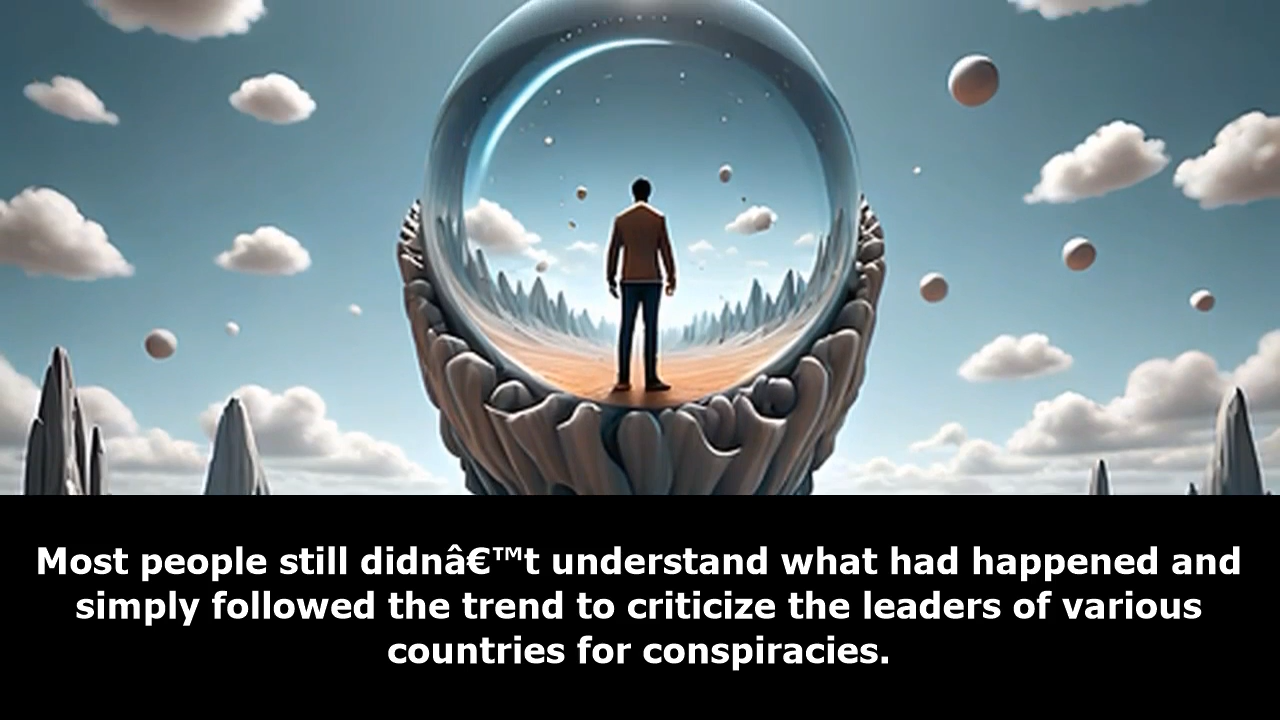 Most people still didnâ€™t understand what had happened and
simply followed the trend to criticize the leaders of various
countries for conspiracies.